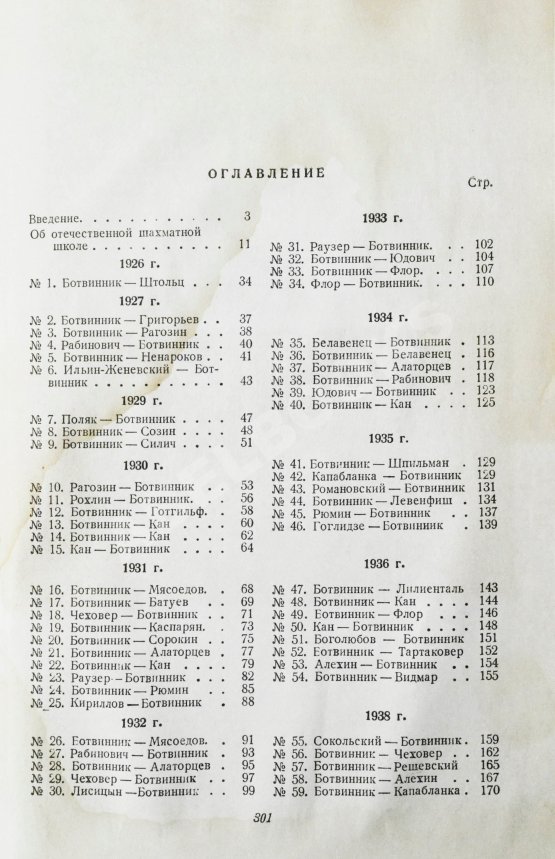 ОГЛАВЛЕНИЕ
Стр.
Введение. . . . . . . . . . . 3
Об отечественной шахматной
школе . . . . . . . . . . . 11
1926 г.
№ 1. Ботвинник — Штольц . . . 34
1927 г.
№ 2. Ботвинник — Григорьев . . 37
№ 3. Ботвинник — Рагозин . . . 38
№ 4. Рабинович — Ботвинник . . 40
№ 5. Ботвинник — Ненароков . . 41
№ 6. Ильин-Женевский — Бот-
винник . . . . . . . . . . . 43
1929 г.
№ 7. Поляк — Ботвинник . . . . 47
№ 8. Ботвинник — Созин . . . . 48
№ 9. Ботвинник — Силич . . . . 51
1930 г.
№ 10. Рагозин — Ботвинник . . 53
№ 11. Рохлин — Ботвинник. . . 56
№ 12. Ботвинник — Готгильф. . 58
№ 13. Ботвинник — Кан . . . . 60
№ 14. Ботвинник — Кан . . . . 62
№ 15. Кан — Ботвинник . . . . 64
1931 г.
№ 16. Ботвинник — Мясоедов. . 68
№ 17. Ботвинник — Батуев . . 69
№ 18. Чеховер — Ботвинник . . 71
№ 19. Ботвинник — Каспарян. . 73
№ 20. Ботвинник — Сорокин . . 75
№ 21. Ботвинник — Алаторцев . 77
№ 22. Ботвинник — Кан . . . . 79
№ 23. Раузер — Ботвинник . . . 82
№ 24. Ботвинник — Рюмин . . . 85
№ 25. Кириллов — Ботвинник . 88
1932 г.
№ 26. Ботвинник — Мясоедов. . 91
№ 27. Рабинович — Ботвинник . 93
№ 28. Ботвинник — Алаторцев . 95
№ 29. Чеховер — Ботвинник . . 97
№ 30. Лисицын — Ботвинник . . 99
1933 г.
№ 31. Раузер — Ботвинник. . . 102
№ 32. Ботвинник — Юдович . . 104
№ 33. Ботвинник — Флор. . . . 107
№ 34. Флор — Ботвинник. . . . 110
1934 г.
№ 35. Белавенец — Ботвинник . 113
№ 36. Ботвинник — Белавенец . 116
№ 37. Ботвинник — Алаторцев . 117
№ 38. Ботвинник — Рабинович . 118
№ 39. Юдович — Ботвинник . . 123
№ 40. Ботвинник — Кан . . . . 125
1935 г.
№ 41. Ботвинник — Шпильман . 129
№ 42. Капабланка — Ботвинник 129
№ 43. Романовский — Ботвинник 131
№ 44. Ботвинник — Левенфиш . 134
№ 45. Рюмин — Ботвинник . . 137
№ 46. Гоглидзе — Ботвинник . 139
1936 г.
№ 47. Ботвинник — Лилиенталь 143
№ 48. Ботвинник — Кан . . . . 144
№ 49. Ботвинник — Флор . . . 146
№ 50. Кан — Ботвинник . . . . 148
№ 51. Боголюбов — Ботвинник 151
№ 52. Ботвинник — Тартаковер 152
№ 53. Алехин — Ботвинник . . 154
№ 54. Ботвинник — Видмар . . 155
1938 г.
№ 55. Сокольский — Ботвинник . 159
№ 56. Ботвинник — Чеховер . 162
№ 57. Ботвинник — Решевский 165
№ 58. Ботвинник — Алехин . . 167
№ 59. Ботвинник — Капабланка . 170
301